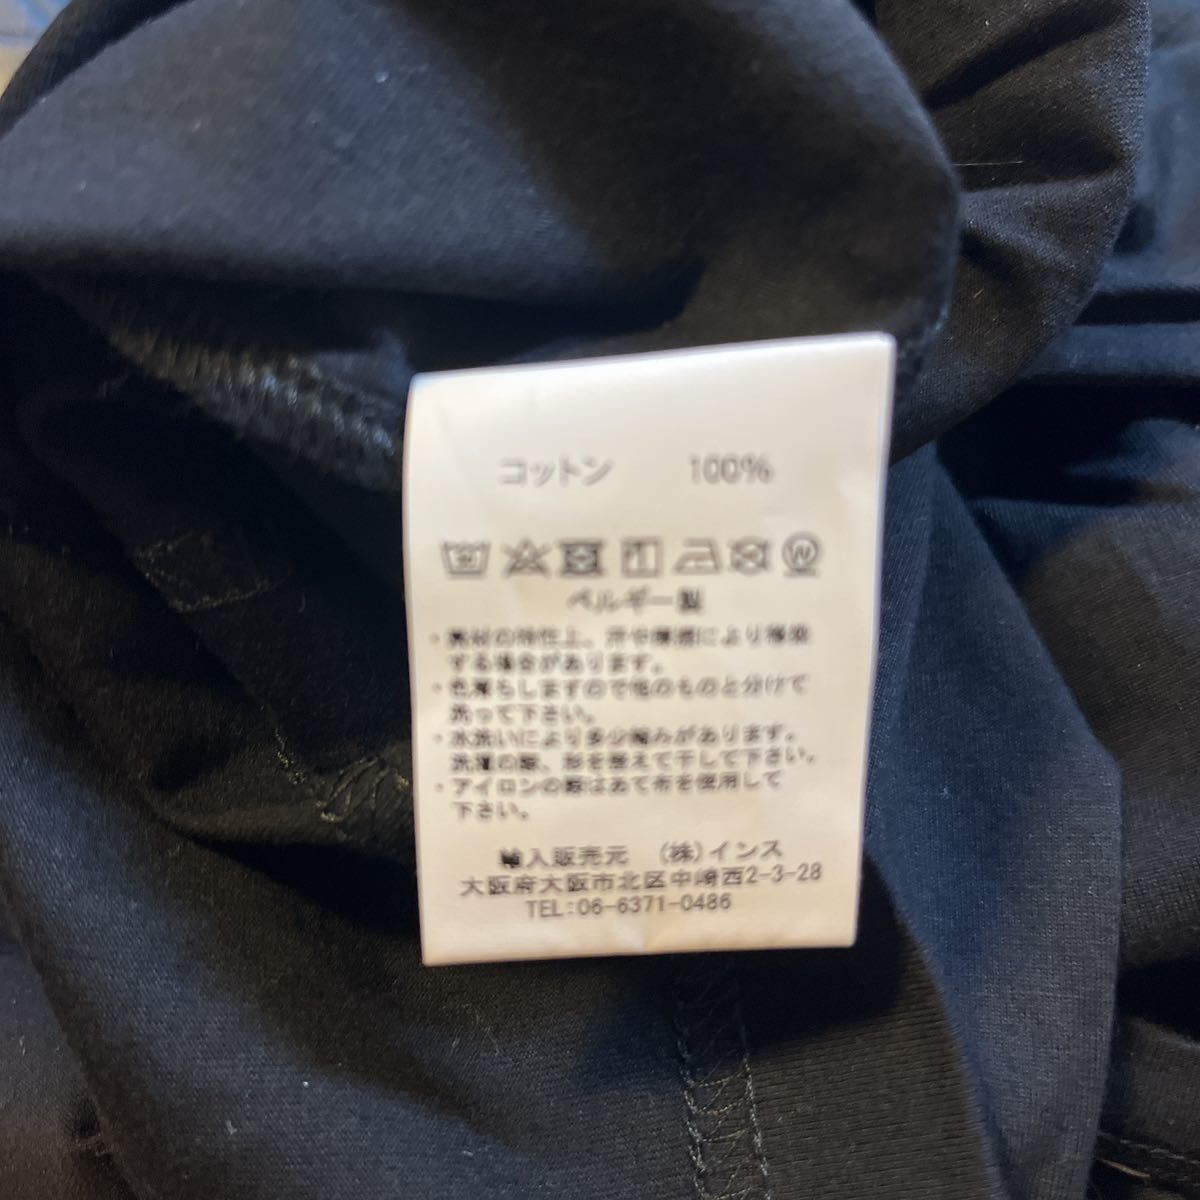 コットン 100%
ベルギー製
・素材の特性上、汗や摩擦により移染
する場合があります。
・色落ちしますので他のものと分けて
洗って下さい。
・水洗いにより多少縮みがあります。
洗濯の際、形を整えて干して下さい。
・アイロンの際はあて布を使用して
下さい。
輸入販売元 (株)インス
大阪府大阪市北区中崎西2-3-28
TEL:06-6371-0486